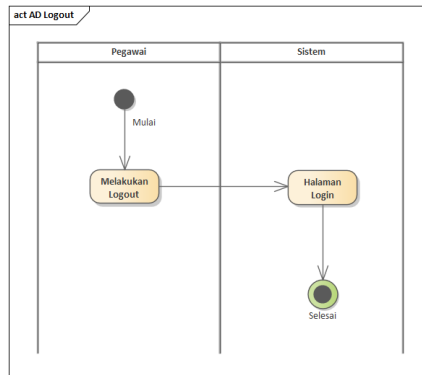 act AD Logout
Pegawai
Sistem
Mulai
Melakukan
Logout
Halaman
Login
Selesai